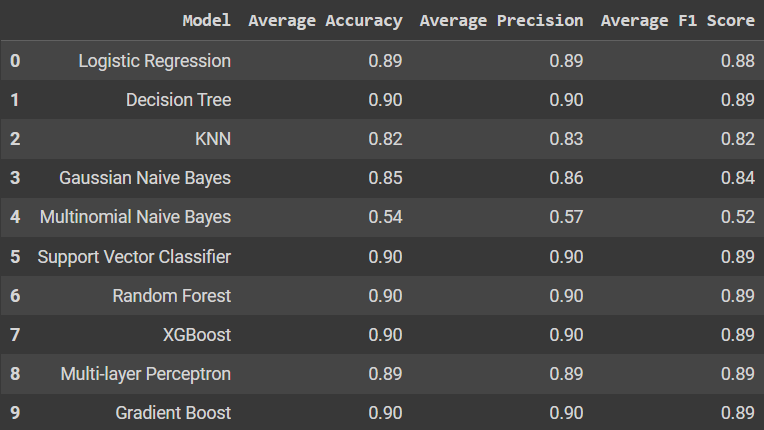 Model Average Accuracy Average Precision Average F1 Score
0 Logistic Regression 0.89 0.89 0.88
1 Decision Tree 0.90 0.90 0.89
2 KNN 0.82 0.83 0.82
3 Gaussian Naive Bayes 0.85 0.86 0.84
4 Multinomial Naive Bayes 0.54 0.57 0.52
5 Support Vector Classifier 0.90 0.90 0.89
6 Random Forest 0.90 0.90 0.89
7 XGBoost 0.90 0.90 0.89
8 Multi-layer Perceptron 0.89 0.89 0.89
9 Gradient Boost 0.90 0.90 0.89